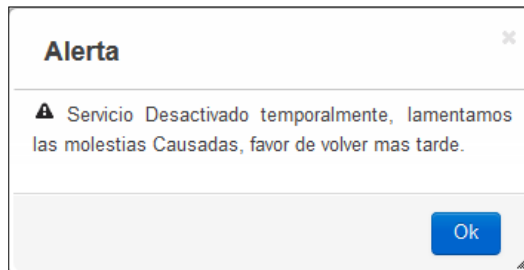 Alerta
Servicio Desactivado temporalmente, lamentamos
las molestias Causadas, favor de volver mas tarde.
Ok